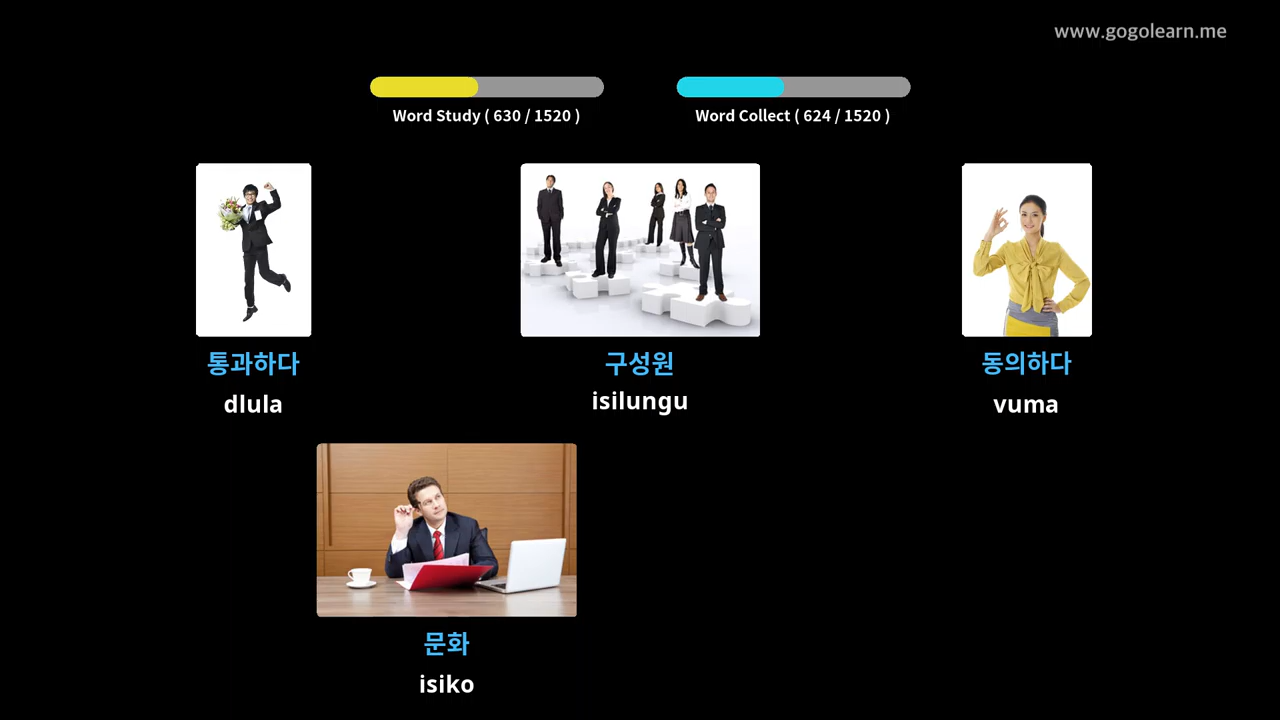 www.gogolearn.me
Word Study ( 630 / 1520 )
Word Collect ( 624 / 1520 )
통과하다
dlula
구성원
isilungu
동의하다
vuma
문화
isiko